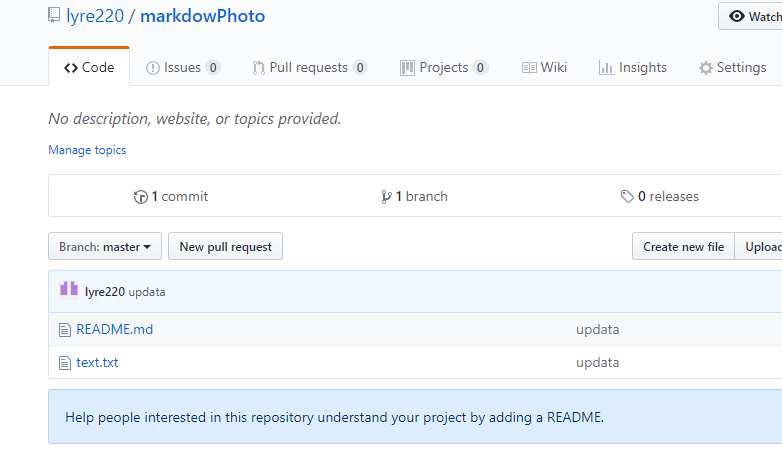 lyre220 / markdowPhoto
Watch
Code Issues 0 Pull requests 0 Projects 0 Wiki Insights Settings
No description, website, or topics provided.
Manage topics
1 commit 1 branch 0 releases
Branch: master New pull request Create new file Upload
lyre220 updata
README.md updata
text.txt updata
Help people interested in this repository understand your project by adding a README.